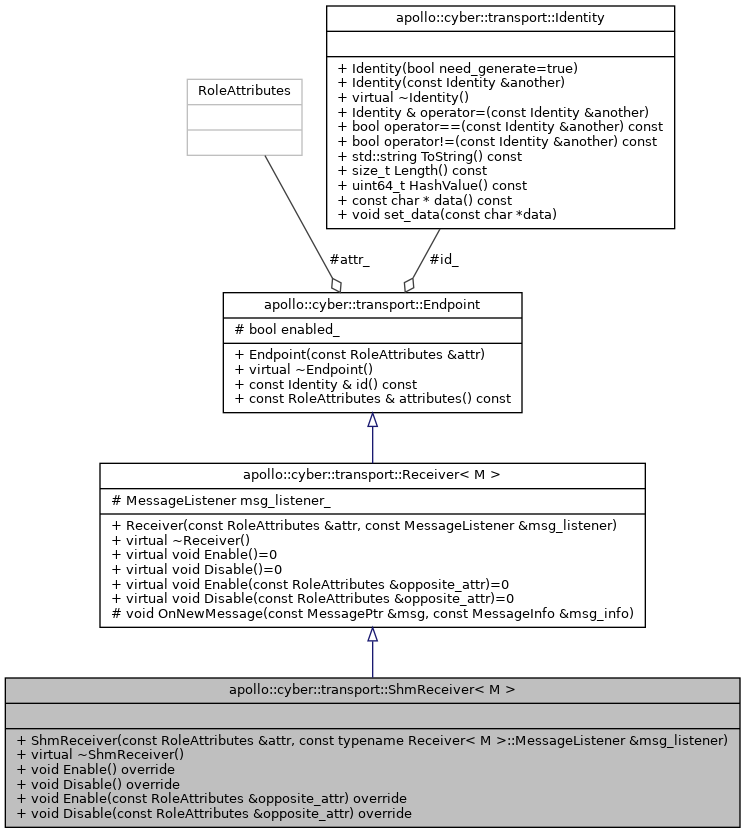 apollo::cyber::transport::Identity
+ Identity(bool need_generate=true)
+ Identity(const Identity &another)
+ virtual ~Identity()
+ Identity & operator=(const Identity &another)
+ bool operator==(const Identity &another) const
+ bool operator!=(const Identity &another) const
+ std::string ToString() const
+ size_t Length() const
+ uint64_t HashValue() const
+ const char * data() const
+ void set_data(const char *data)
RoleAttributes
#attr_
#id_
apollo::cyber::transport::Endpoint
# bool enabled_
+ Endpoint(const RoleAttributes &attr)
+ virtual ~Endpoint()
+ const Identity & id() const
+ const RoleAttributes & attributes() const
apollo::cyber::transport::Receiver< M >
# MessageListener msg_listener_
+ Receiver(const RoleAttributes &attr, const MessageListener &msg_listener)
+ virtual ~Receiver()
+ virtual void Enable()=0
+ virtual void Disable()=0
+ virtual void Enable(const RoleAttributes &opposite_attr)=0
+ virtual void Disable(const RoleAttributes &opposite_attr)=0
# void OnNewMessage(const MessagePtr &msg, const MessageInfo &msg_info)
apollo::cyber::transport::ShmReceiver< M >
+ ShmReceiver(const RoleAttributes &attr, const typename Receiver< M >::MessageListener &msg_listener)
+ virtual ~ShmReceiver()
+ void Enable() override
+ void Disable() override
+ void Enable(const RoleAttributes &opposite_attr) override
+ void Disable(const RoleAttributes &opposite_attr) override